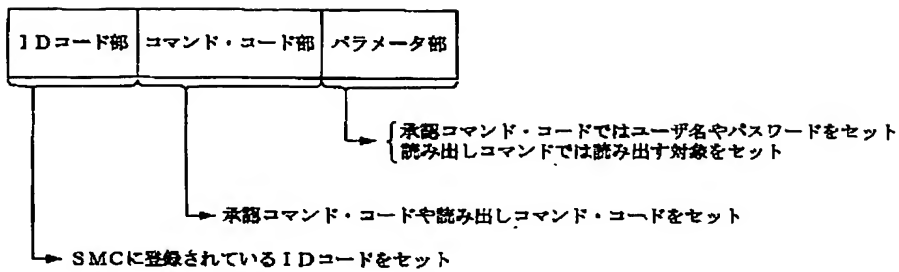 IDコード部 コマンド・コード部 パラメータ部
承認コマンド・コードではユーザ名やパスワードをセット
読み出しコマンドでは読み出す対象をセット
承認コマンド・コードや読み出しコマンド・コードをセット
SMCに登録されているIDコードをセット